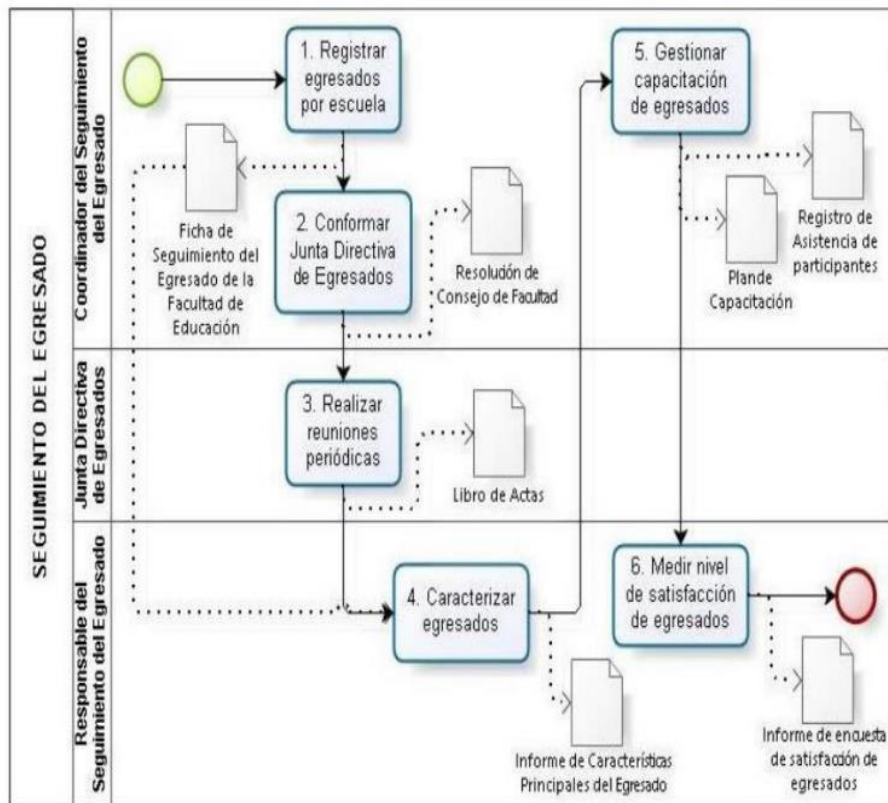 SEGUIMIENTO DEL EGRESADO
Coordinador del Seguimiento
del Egresado
1. Registrar
egresados
por escuela
Ficha de
Seguimiento del
Egresado de la
Facultad de
Educación
2. Conformar
Junta Directiva
de Egresados
Resolución de
Consejo de Facultad
5. Gestionar
capacitación
de egresados
Plande
Capacitación
Registro de
Asistencia de
participantes
Junta Directiva
de Egresados
3. Realizar
reuniones
periódicas
Libro de Actas
Responsable del
Seguimiento del Egresado
4. Caracterizar
egresados
Informe de Características
Principales del Egresado
6. Medir nivel
de satisfacción
de egresados
Informe de encuesta
de satisfacción de
egresados